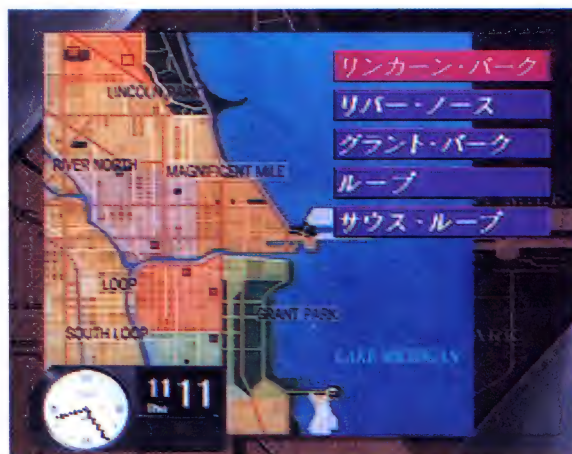 リンカーン・パーク
リバー・ノース
グラント・パーク
ループ
サウス・ループ
LINCOLN PARK
RIVER NORTH
MAGNIFICENT MILE
LOOP
GRANT PARK
SOUTH LOOP
LAKE MICHIGAN
ARK
11 11
thu